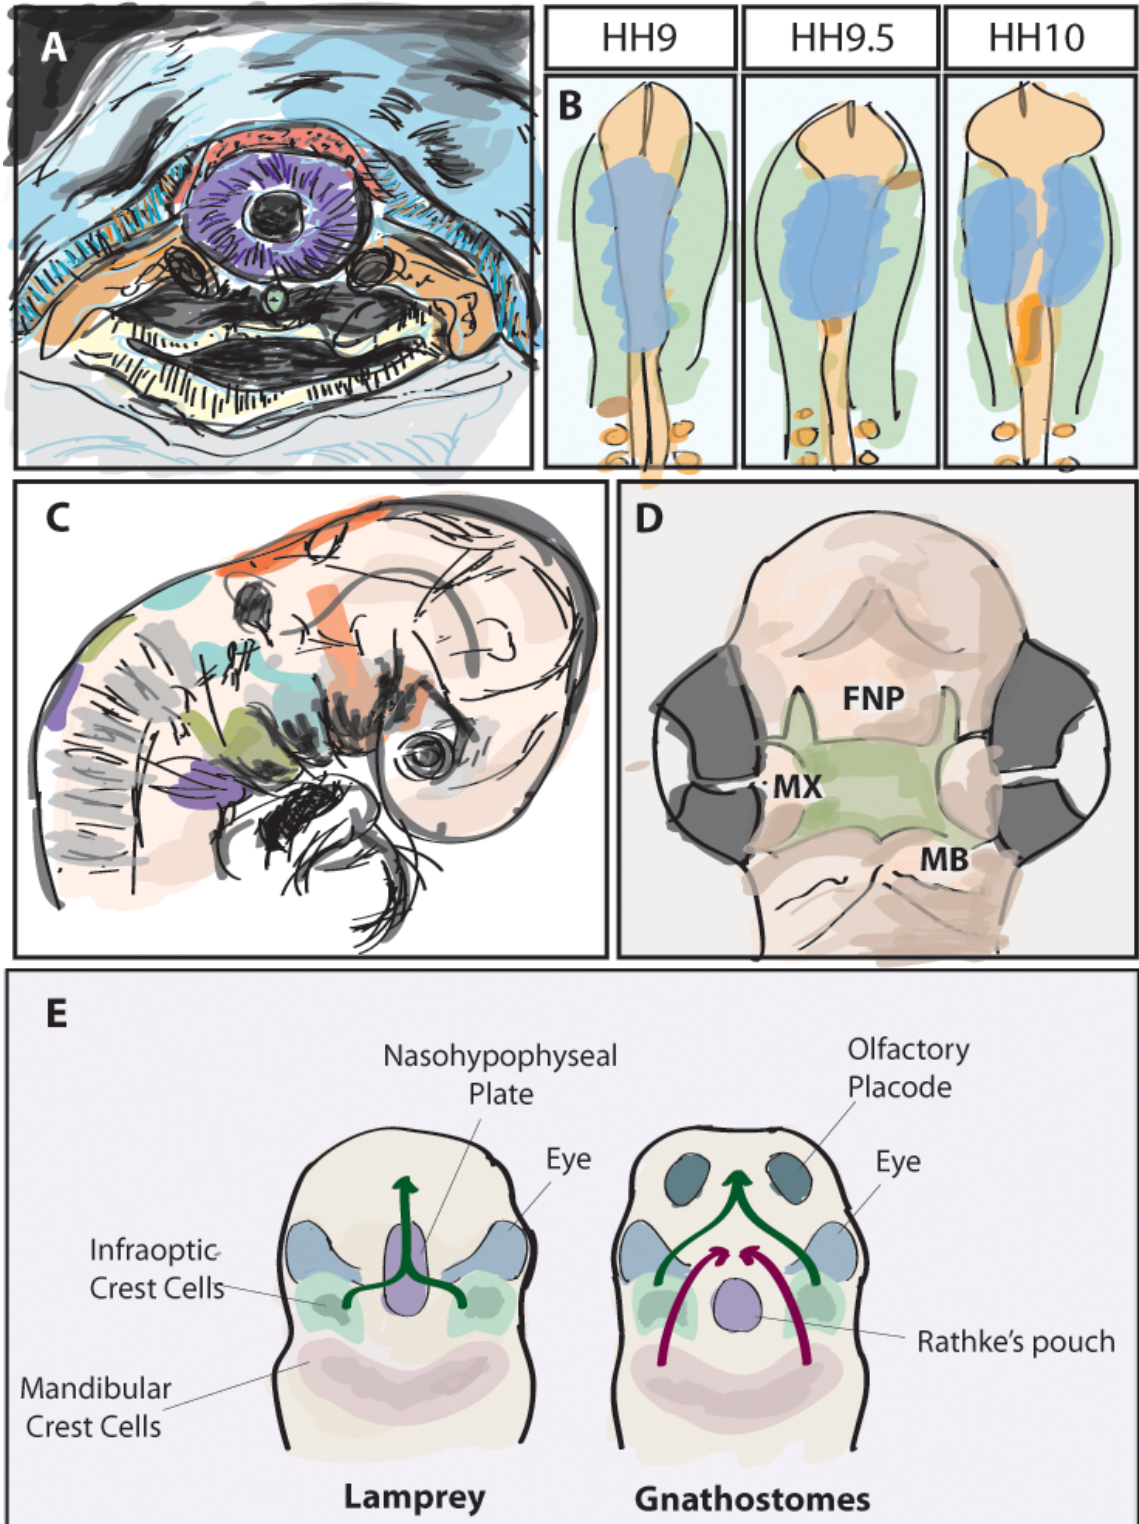 A
HH9
HH9.5
HH10
B
C
D
FNP
MX
MB
E
Nasohypophyseal
Plate
Olfactory
Placode
Eye
Eye
Infraoptic
Crest Cells
Rathke's pouch
Mandibular
Crest Cells
Lamprey
Gnathostomes